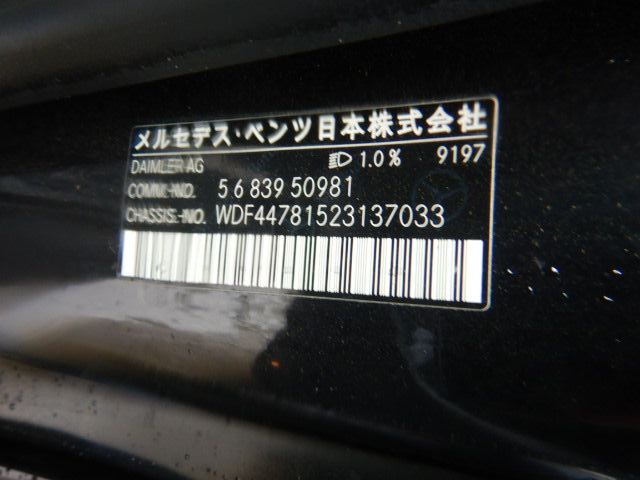 メルセデス・ベンツ日本株式会社
DAIMLER AG 1.0% 9197
COMM.-NO. 5 6 839 50981
CHASSIS.-NO. WDF44781523137033